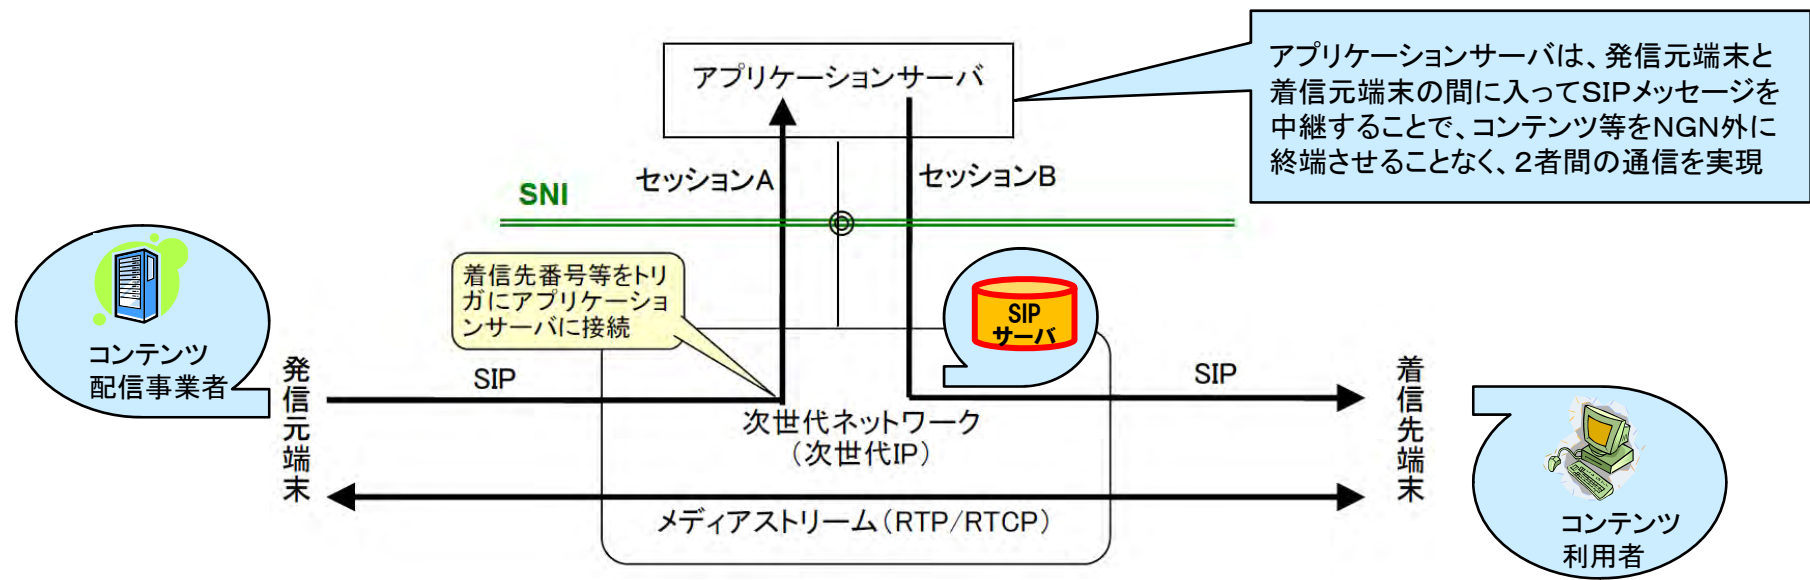 アプリケーションサーバ
アプリケーションサーバは、発信元端末と
着信元端末の間に入ってSIPメッセージを
中継することで、コンテンツ等をNGN外に
終端させることなく、2者間の通信を実現
セッションA
セッションB
SNI
着信先番号等をトリ
ガにアプリケーショ
ンサーバに接続
SIP
サーバ
コンテンツ
配信事業者
発信元端末
SIP
SIP
着信先端末
次世代ネットワーク
(次世代IP)
メディアストリーム(RTP/RTCP)
コンテンツ
利用者